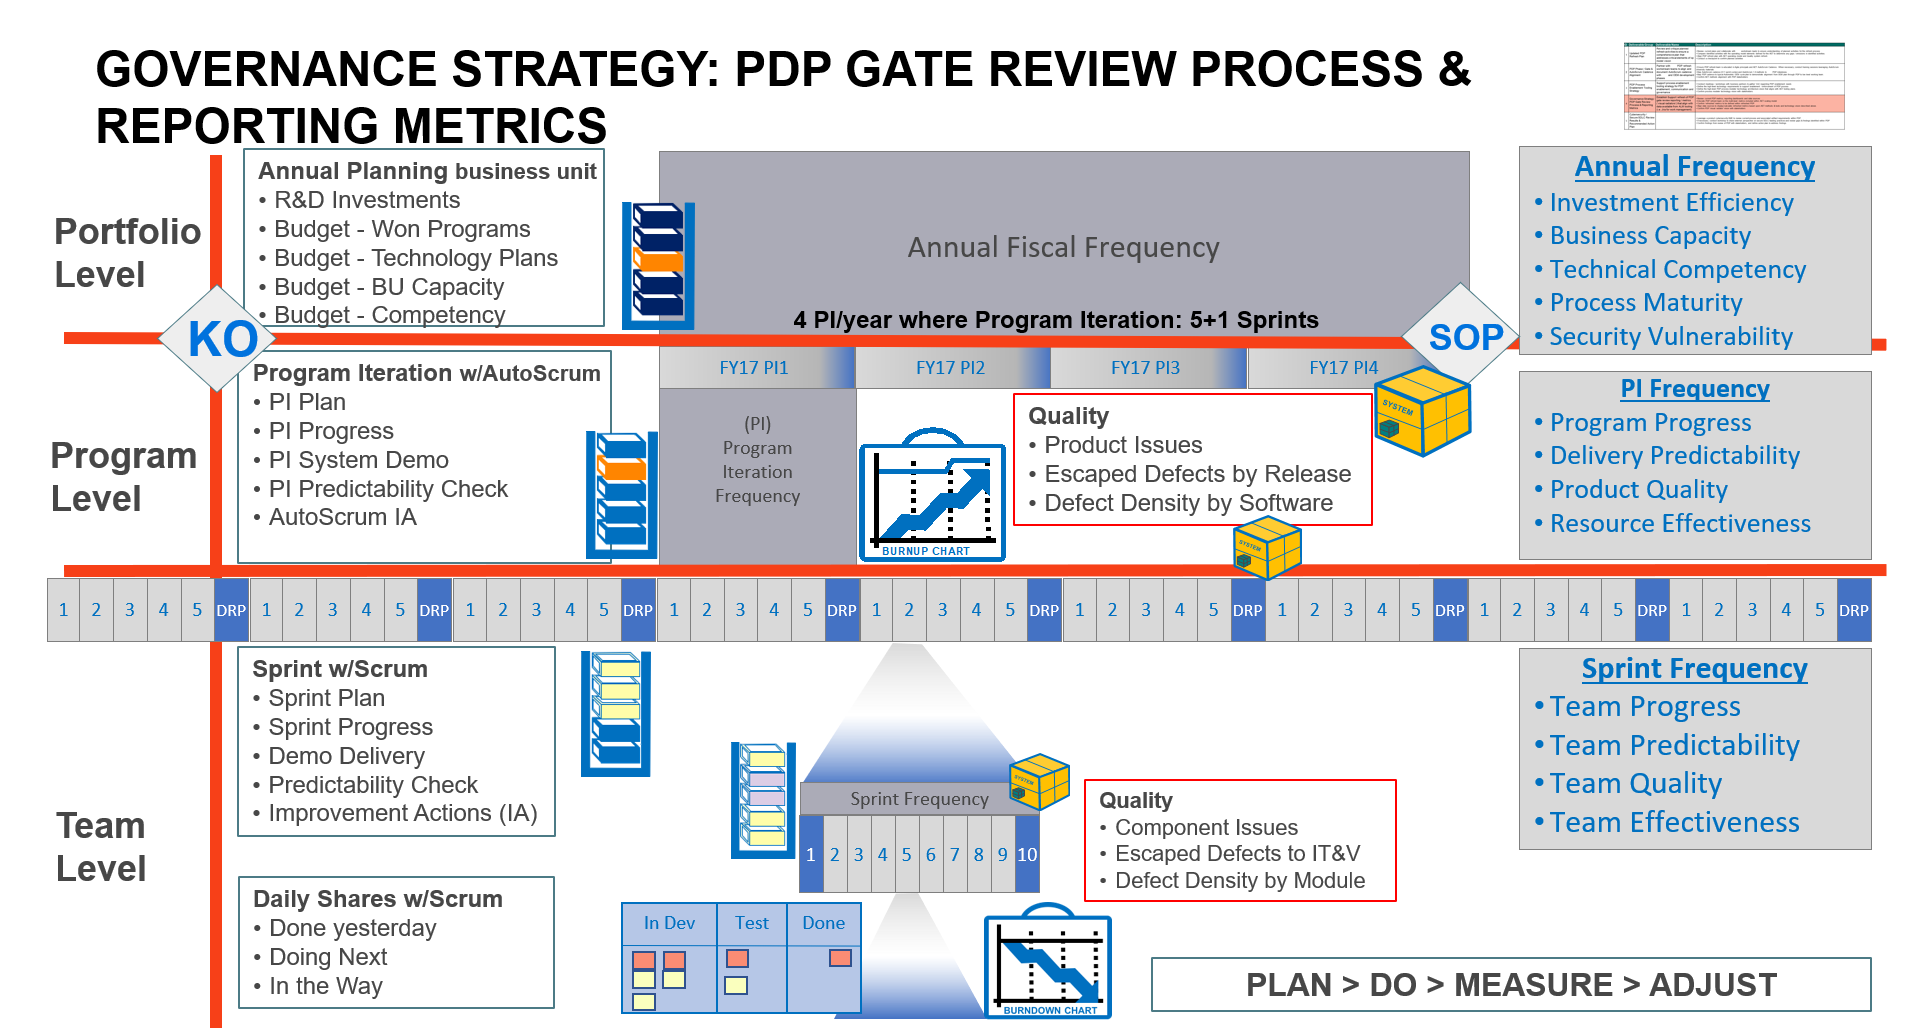 GOVERNANCE STRATEGY: PDP GATE REVIEW PROCESS &
REPORTING METRICS
Portfolio
Level
Annual Planning business unit
• R&D Investments
• Budget - Won Programs
• Budget - Technology Plans
• Budget - BU Capacity
• Budget - Competency
Annual Fiscal Frequency
4 PI/year where Program Iteration: 5+1 Sprints
Annual Frequency
• Investment Efficiency
• Business Capacity
• Technical Competency
• Process Maturity
• Security Vulnerability
KO
SOP
FY17 PI1
FY17 PI2
FY17 PI3
FY17 PI4
Program
Level
Program Iteration w/AutoScrum
• PI Plan
• PI Progress
• PI System Demo
• PI Predictability Check
• AutoScrum IA
(PI)
Program
Iteration
Frequency
BURNUP CHART
Quality
• Product Issues
• Escaped Defects by Release
• Defect Density by Software
SYSTEM
SYSTEM
PI Frequency
• Program Progress
• Delivery Predictability
• Product Quality
• Resource Effectiveness
1 2 3 4 5 DRP 1 2 3 4 5 DRP 1 2 3 4 5 DRP 1 2 3 4 5 DRP 1 2 3 4 5 DRP 1 2 3 4 5 DRP 1 2 3 4 5 DRP 1 2 3 4 5 DRP 1 2 3 4 5 DRP
Team
Level
Sprint w/Scrum
• Sprint Plan
• Sprint Progress
• Demo Delivery
• Predictability Check
• Improvement Actions (IA)
Sprint Frequency
1 2 3 4 5 6 7 8 9 10
SYSTEM
Quality
• Component Issues
• Escaped Defects to IT&V
• Defect Density by Module
Sprint Frequency
• Team Progress
• Team Predictability
• Team Quality
• Team Effectiveness
Daily Shares w/Scrum
• Done yesterday
• Doing Next
• In the Way
In Dev
Test
Done
BURNDOWN CHART
PLAN > DO > MEASURE > ADJUST